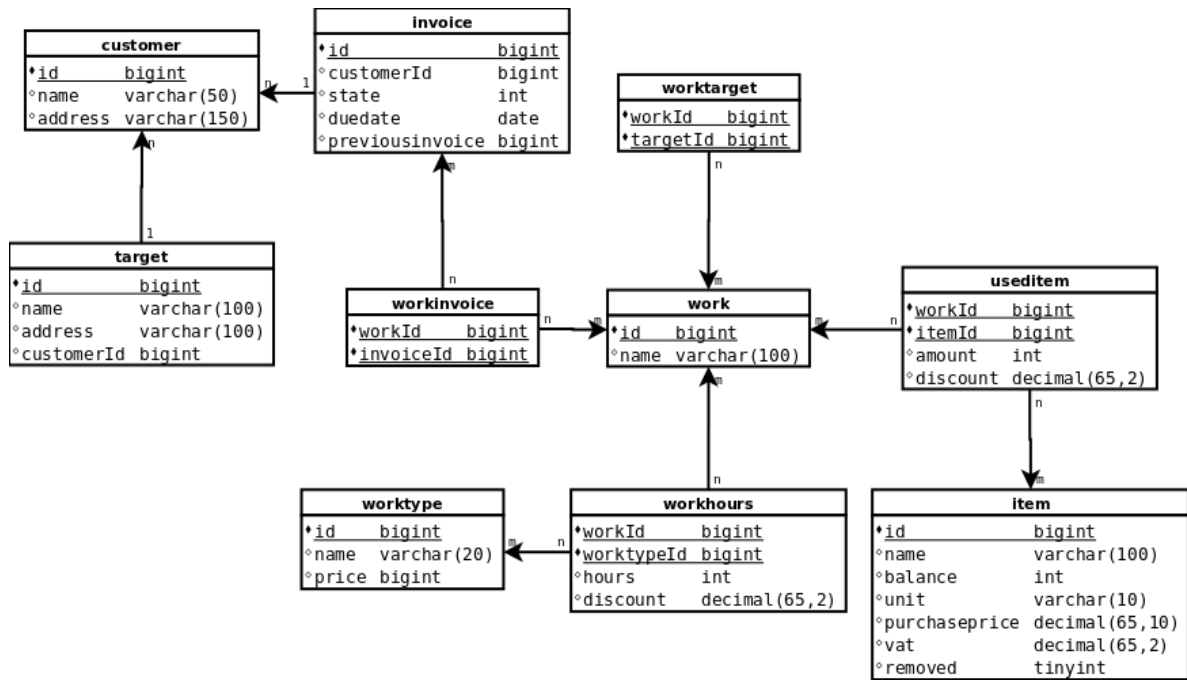 customer
id bigint
name varchar(50)
address varchar(150)
n
1
invoice
id bigint
customerId bigint
state int
duedate date
previousinvoice bigint
worktarget
workId bigint
targetId bigint
n
m
n
1
target
id bigint
name varchar(100)
address varchar(100)
customerId bigint
n
m
workinvoice
workId bigint
invoiceId bigint
n
m
work
id bigint
name varchar(100)
m
n
useditem
workId bigint
itemId bigint
amount int
discount decimal(65,2)
n
m
m
n
worktype
id bigint
name varchar(20)
price bigint
m
n
workhours
workId bigint
worktypeId bigint
hours int
discount decimal(65,2)
item
id bigint
name varchar(100)
balance int
unit varchar(10)
purchaseprice decimal(65,10)
vat decimal(65,2)
removed tinyint